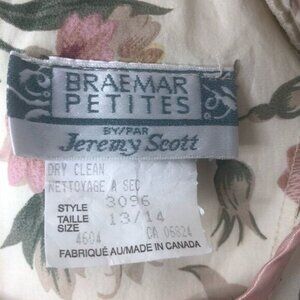 BRAEMAR
PETITES
BY/PAR
Jeremy Scott
DRY CLEAN
NETTOYAGE A SEC
STYLE 3096
TAILLE 13/14
SIZE
4604 CA 06824
FABRIQUÉ AU/MADE IN CANADA